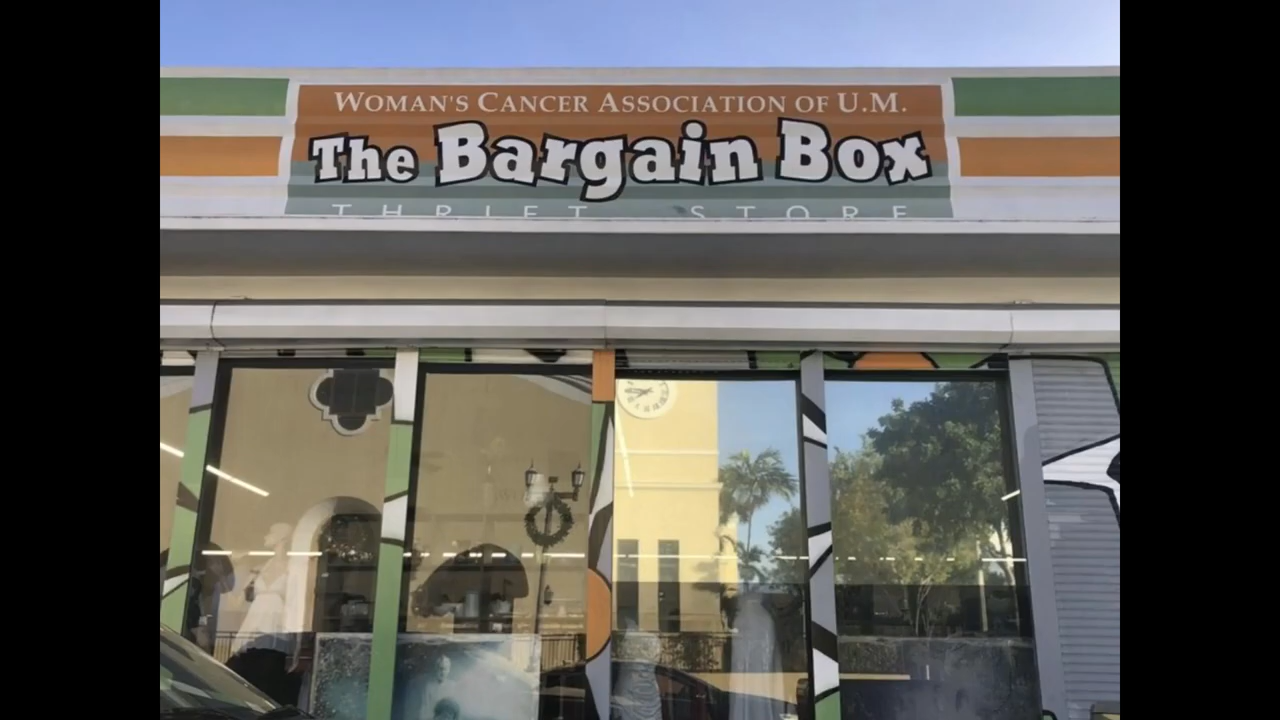 WOMAN'S CANCER ASSOCIATION OF U.M.
The Bargain Box
THRIFT STORE